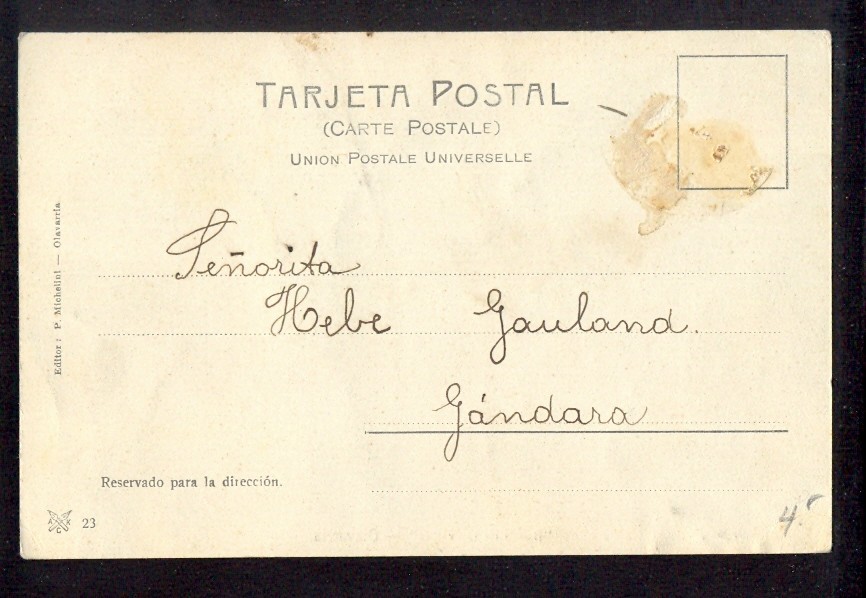 TARJETA POSTAL
(CARTE POSTALE)
UNION POSTALE UNIVERSELLE
Editor: P. Michelini — Olavarria
Señorita
Hebe Gauland.
Gándara
Reservado para la dirección.
23
4